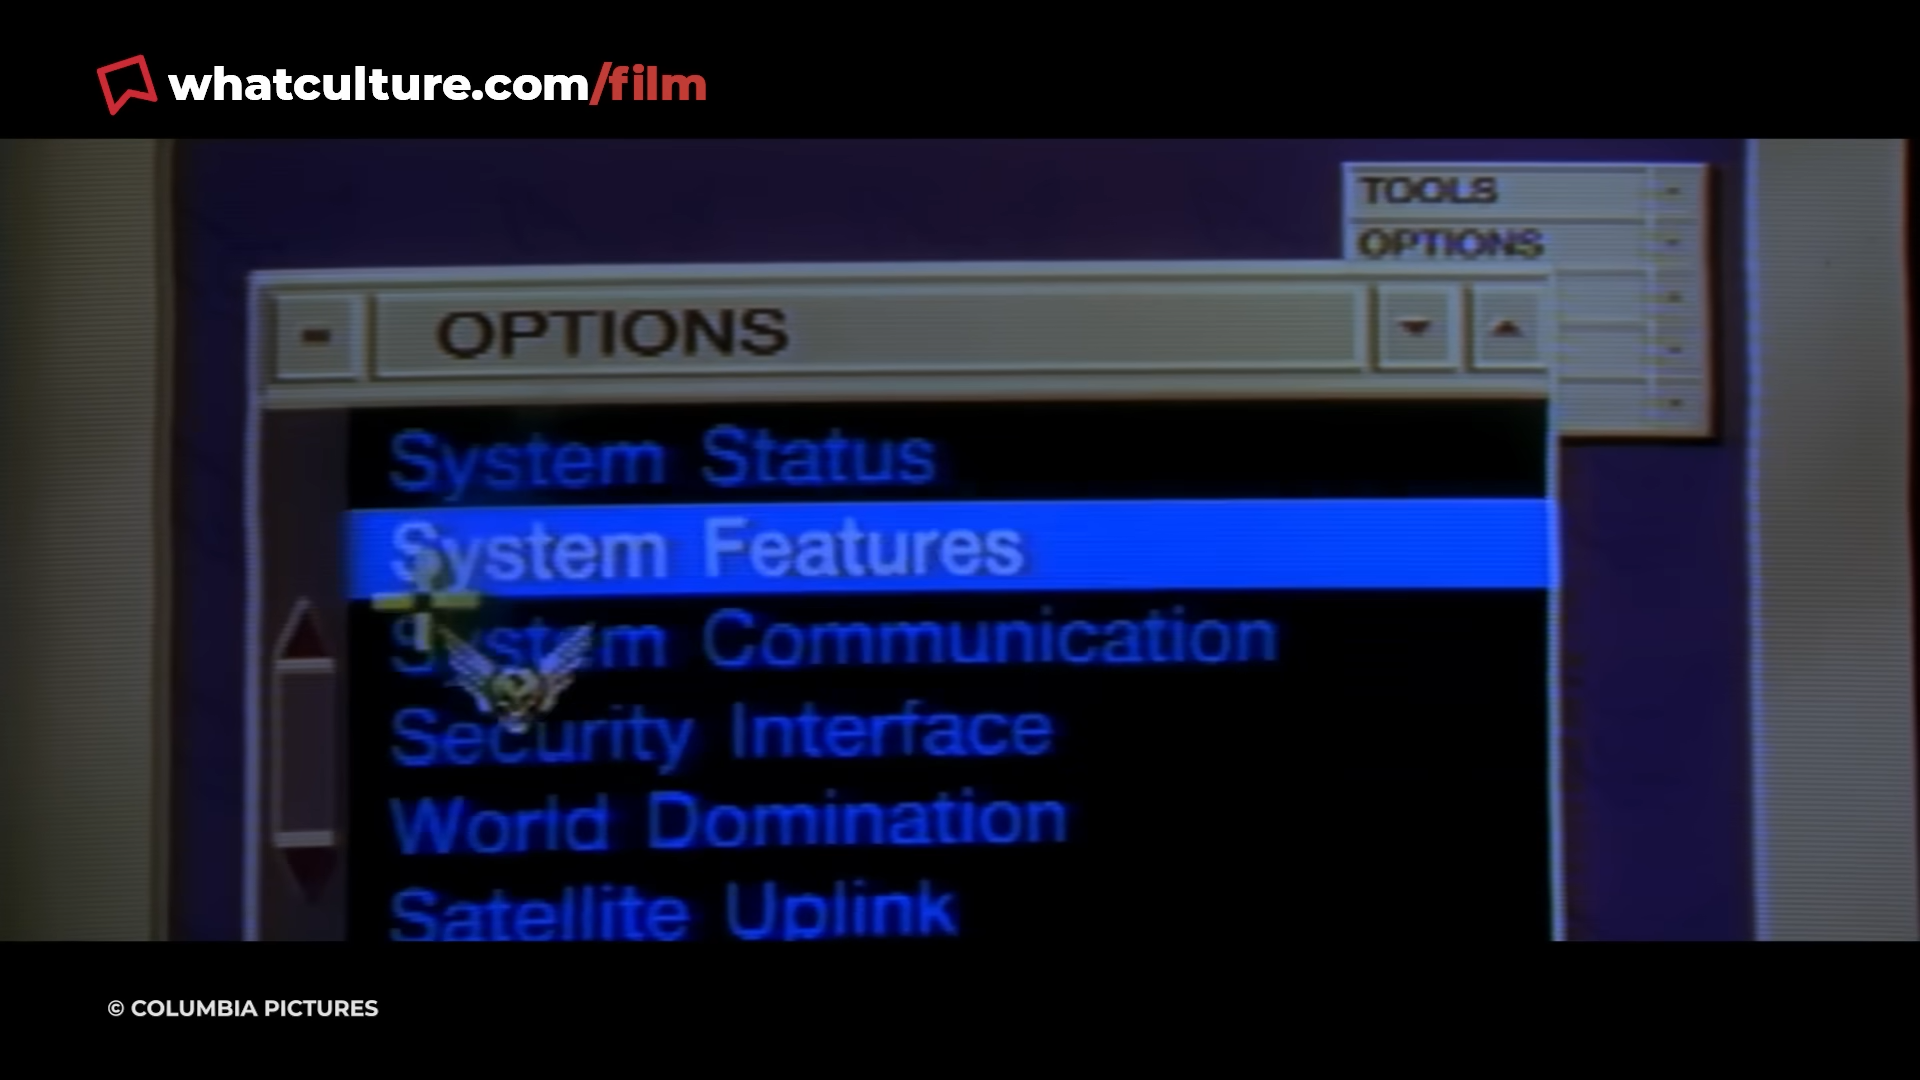 whatculture.com/film
TOOLS
OPTIONS
OPTIONS
System Status
System Features
System Communication
Security Interface
World Domination
Satellite Uplink
© COLUMBIA PICTURES